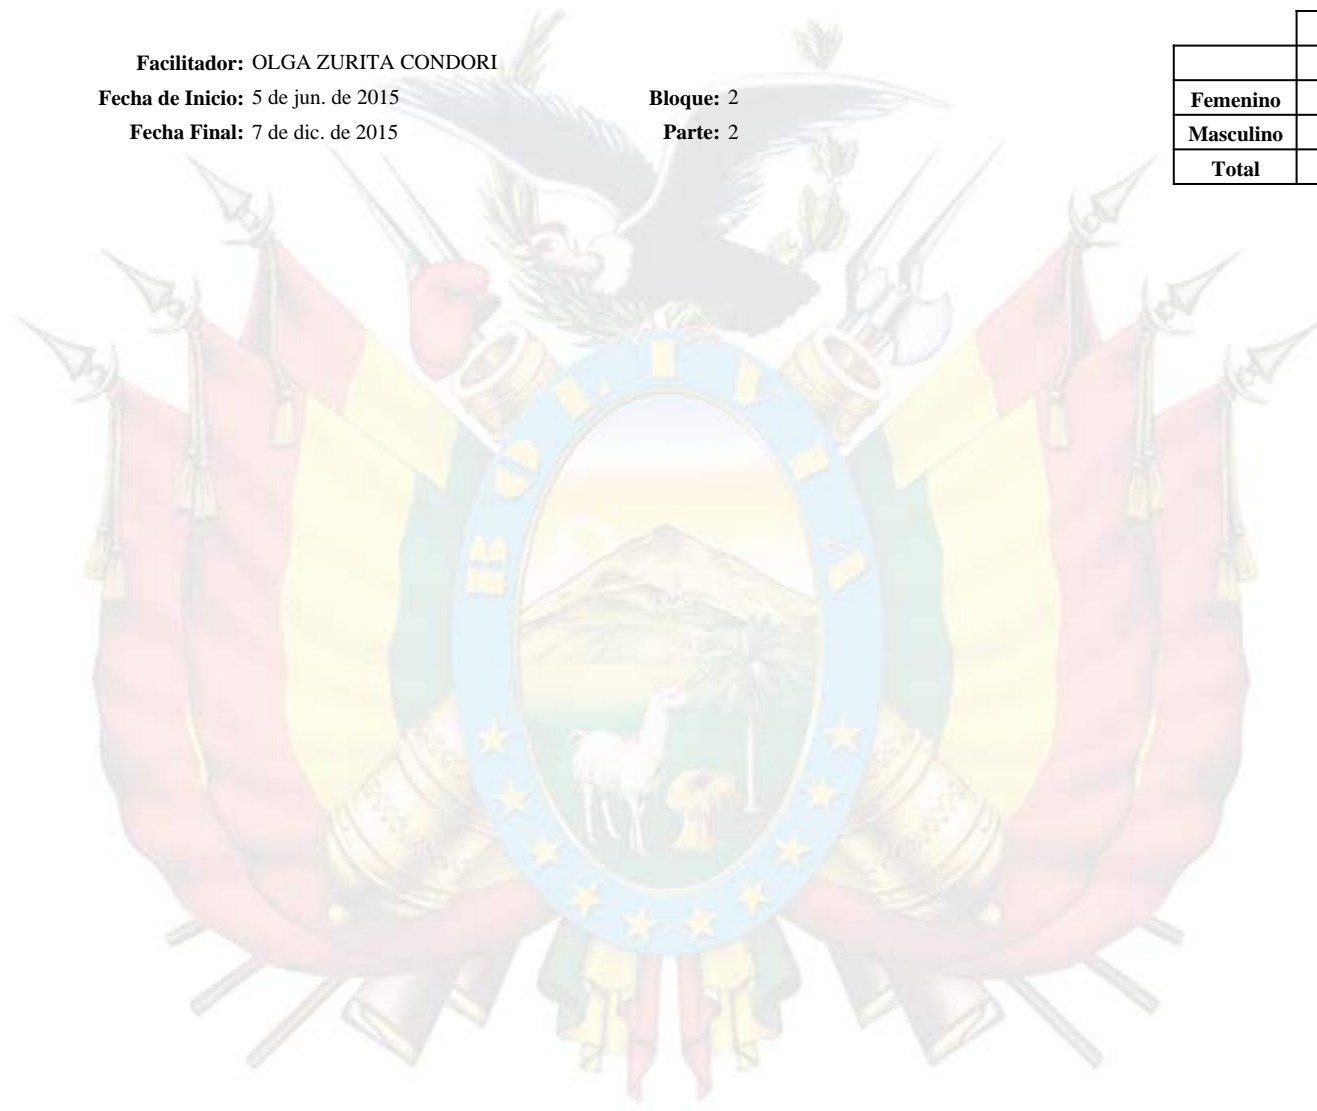 Facilitador: OLGA ZURITA CONDORI
Fecha de Inicio: 5 de jun. de 2015 Bloque: 2
Fecha Final: 7 de dic. de 2015 Parte: 2
Femenino
Masculino
Total
BOLIVIA